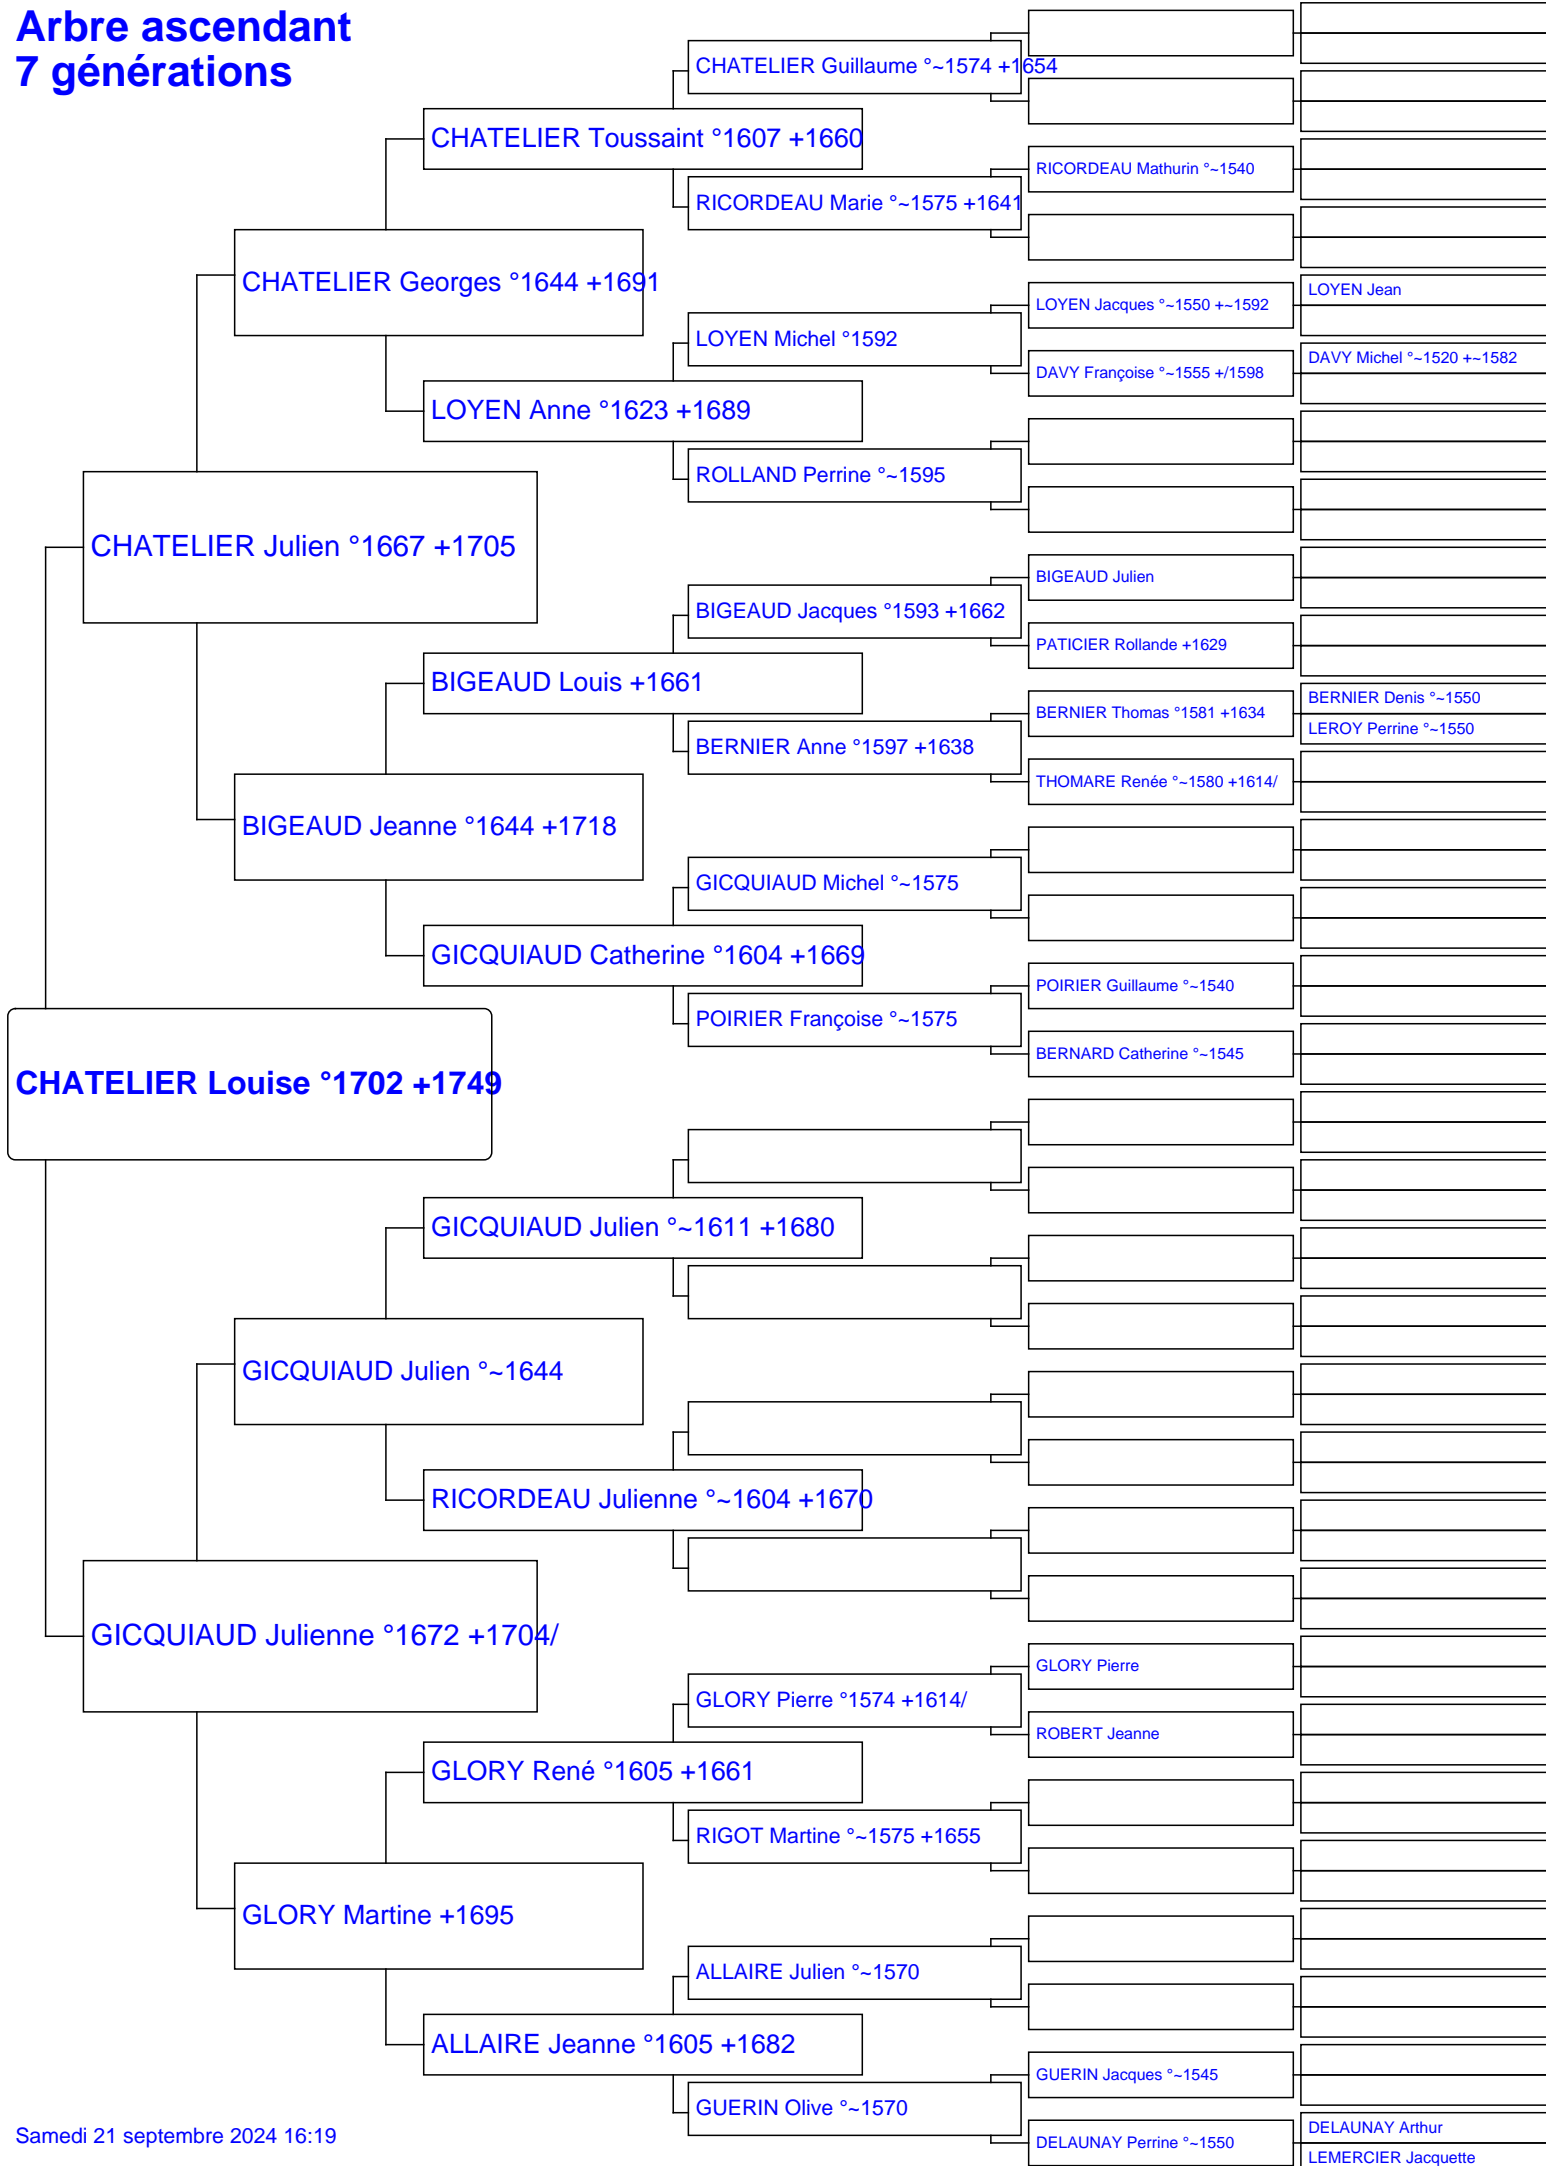 Arbre ascendant
7 générations
CHATELIER Guillaume °~1574 +1654
CHATELIER Toussaint °1607 +1660
RICORDEAU Mathurin °~1540
RICORDEAU Marie °~1575 +1641
CHATELIER Georges °1644 +1691
LOYEN Jean
LOYEN Jacques °~1550 +~1592
LOYEN Michel °1592
DAVY Michel °~1520 +~1582
DAVY Françoise °~1555 +/1598
LOYEN Anne °1623 +1689
ROLLAND Perrine °~1595
CHATELIER Julien °1667 +1705
BIGEAUD Julien
BIGEAUD Jacques °1593 +1662
PATICIER Rollande +1629
BIGEAUD Louis +1661
BERNIER Denis °~1550
BERNIER Thomas °1581 +1634
LEROY Perrine °~1550
BERNIER Anne °1597 +1638
THOMARE Renée °~1580 +1614/
BIGEAUD Jeanne °1644 +1718
GICQUIAUD Michel °~1575
GICQUIAUD Catherine °1604 +1669
POIRIER Guillaume °~1540
POIRIER Françoise °~1575
BERNARD Catherine °~1545
CHATELIER Louise °1702 +1749
GICQUIAUD Julien °~1611 +1680
GICQUIAUD Julien °~1644
RICORDEAU Julienne °~1604 +1670
GICQUIAUD Julienne °1672 +1704/
GLORY Pierre
GLORY Pierre °1574 +1614/
ROBERT Jeanne
GLORY René °1605 +1661
RIGOT Martine °~1575 +1655
GLORY Martine +1695
ALLAIRE Julien °~1570
ALLAIRE Jeanne °1605 +1682
GUERIN Jacques °~1545
GUERIN Olive °~1570
DELAUNAY Arthur
DELAUNAY Perrine °~1550
LEMERCIER Jacquette
Samedi 21 septembre 2024 16:19